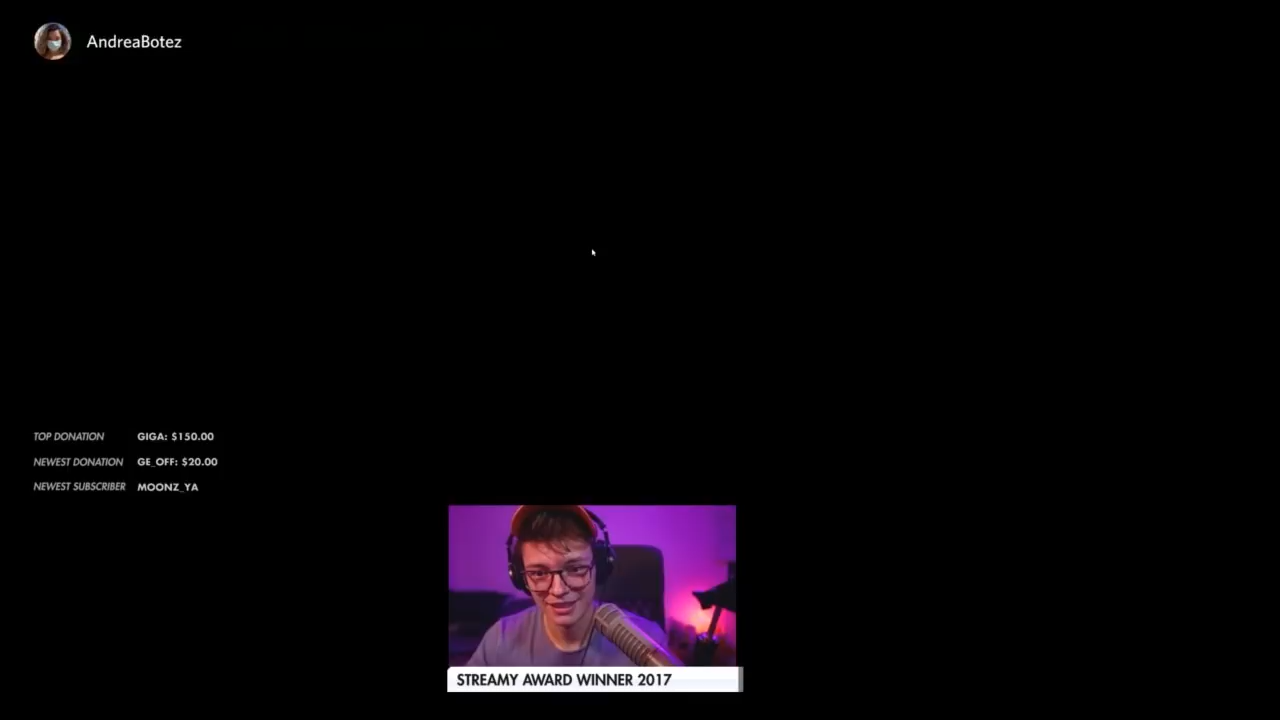 AndreaBotez
TOP DONATION GIGA: $150.00
NEWEST DONATION GE_OFF: $20.00
NEWEST SUBSCRIBER MOONZ_YA
STREAMY AWARD WINNER 2017